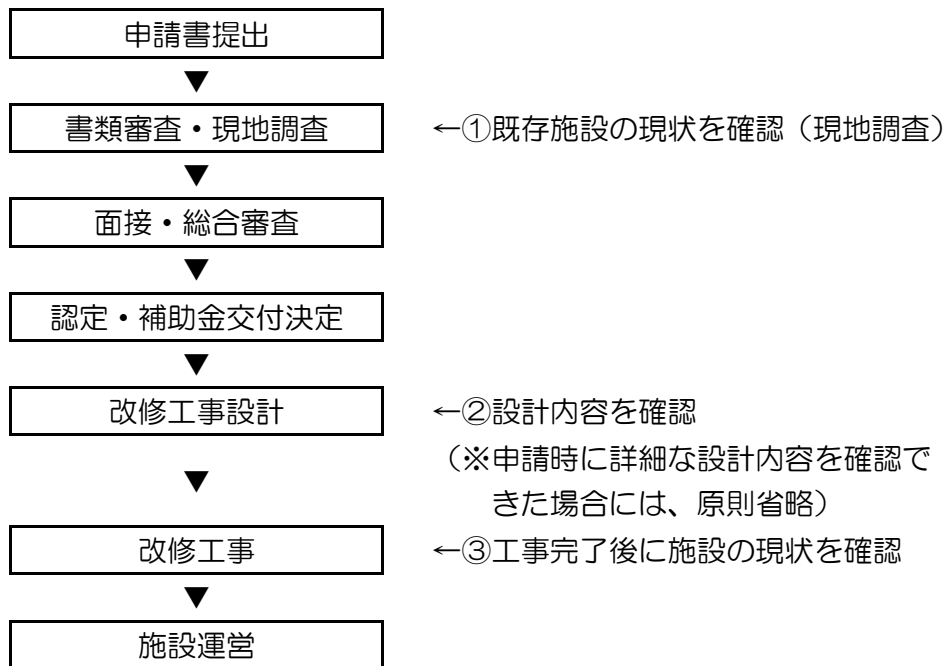 申請書提出
▼
書類審査・現地調査 ←①既存施設の現状を確認（現地調査）
▼
面接・総合審査
▼
認定・補助金交付決定
▼
改修工事設計 ←②設計内容を確認
（※申請時に詳細な設計内容を確認で
▼
きた場合には、原則省略）
改修工事 ←③工事完了後に施設の現状を確認
▼
施設運営